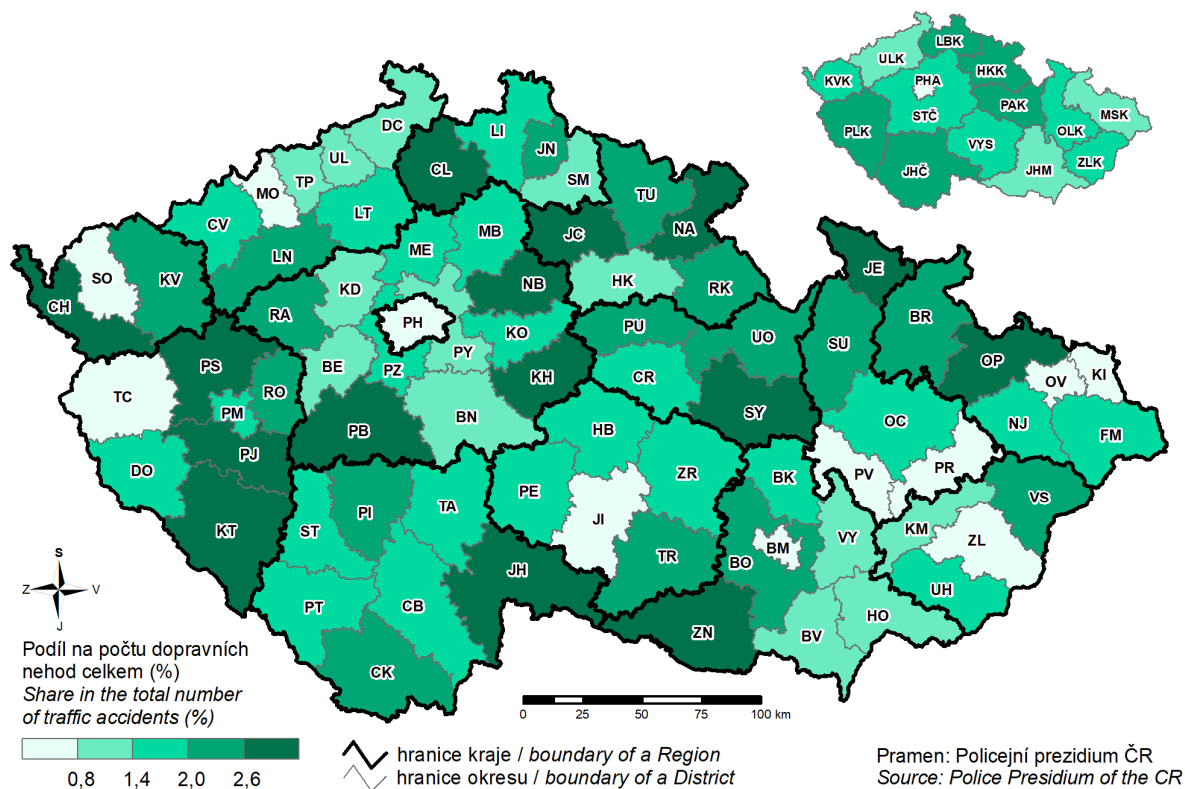 LBK
ULK
HKK
KVK
PHA
PAK
STČ
MSK
PLK
OLK
VYS
ZLK
JHČ
JHM
DC
LI
JN
UL
CL
SM
TP
MO
TU
LT
CV
JC
NA
MB
ME
LN
SO
KV
JE
KD
NB
HK
RK
CH
RA
BR
PH
PU
UO
SU
KO
OP
PY
PS
BE
PZ
KH
CR
OV
KI
RO
TC
PM
BN
SY
OC
NJ
PB
HB
FM
PJ
DO
PR
ZR
PV
BK
PE
VS
TA
PI
JI
KT
ST
KM
VY
ZL
BM
TR
BO
JH
UH
CB
PT
HO
ZN
BV
CK
S
Z V
J
Podíl na počtu dopravních
nehod celkem (%)
Share in the total number
of traffic accidents (%)
0,8 1,4 2,0 2,6
0 25 50 75 100 km
hranice kraje / boundary of a Region
hranice okresu / boundary of a District
Pramen: Policejní prezidium ČR
Source: Police Presidium of the CR